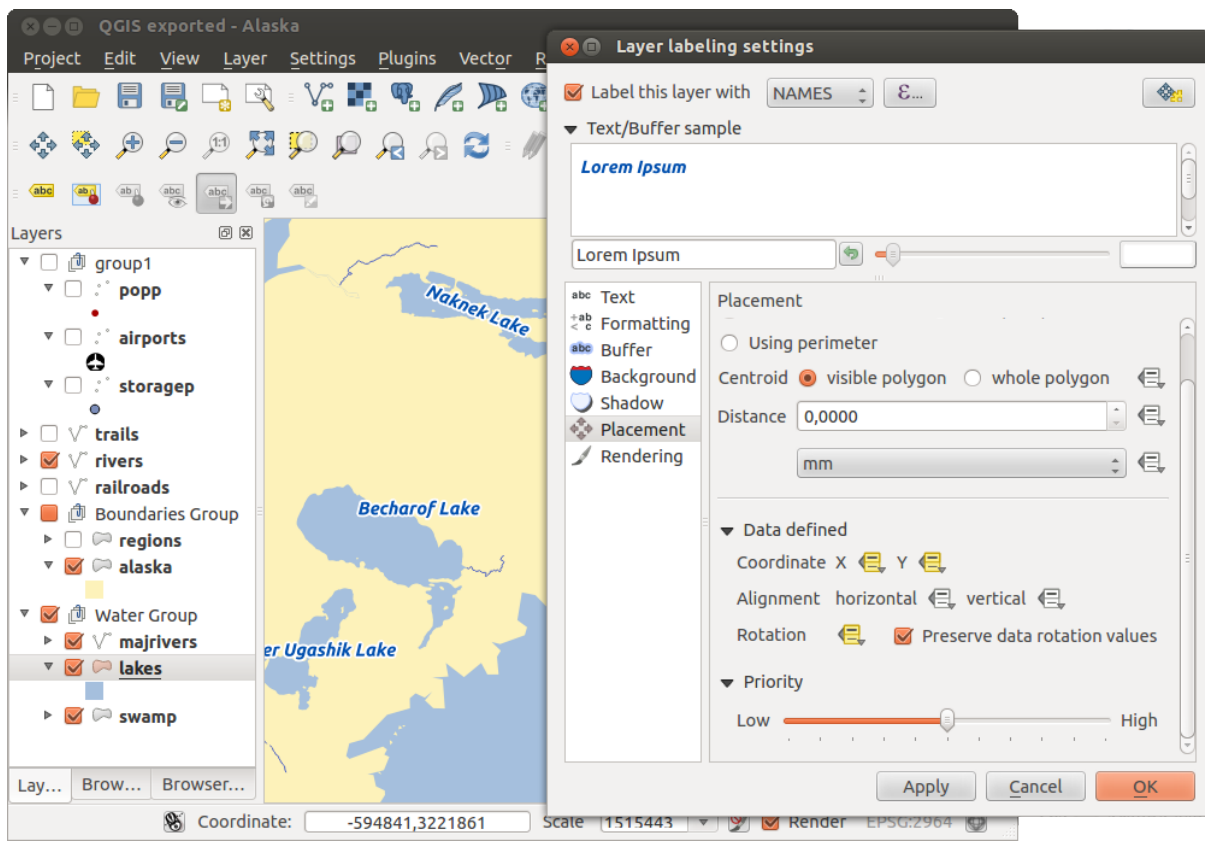 QGIS exported - Alaska
Project Edit View Layer Settings Plugins Vector R
abc
Layers
group1
popp
airports
storagep
trails
rivers
railroads
Boundaries Group
regions
alaska
Water Group
majrivers
lakes
swamp
Lay... Brow... Browser...
Naknek Lake
Becharof Lake
er Ugashik Lake
Coordinate: -594841,3221861 Scale 1515443 Render EPSG:2964
Layer labeling settings
Label this layer with NAMES ε...
Text/Buffer sample
Lorem Ipsum
Lorem Ipsum
abc Text
Formatting
abc Buffer
Background
Shadow
Placement
Rendering
Placement
Using perimeter
Centroid visible polygon whole polygon
Distance 0,0000
mm
Data defined
Coordinate X Y
Alignment horizontal vertical
Rotation Preserve data rotation values
Priority
Low High
Apply Cancel OK